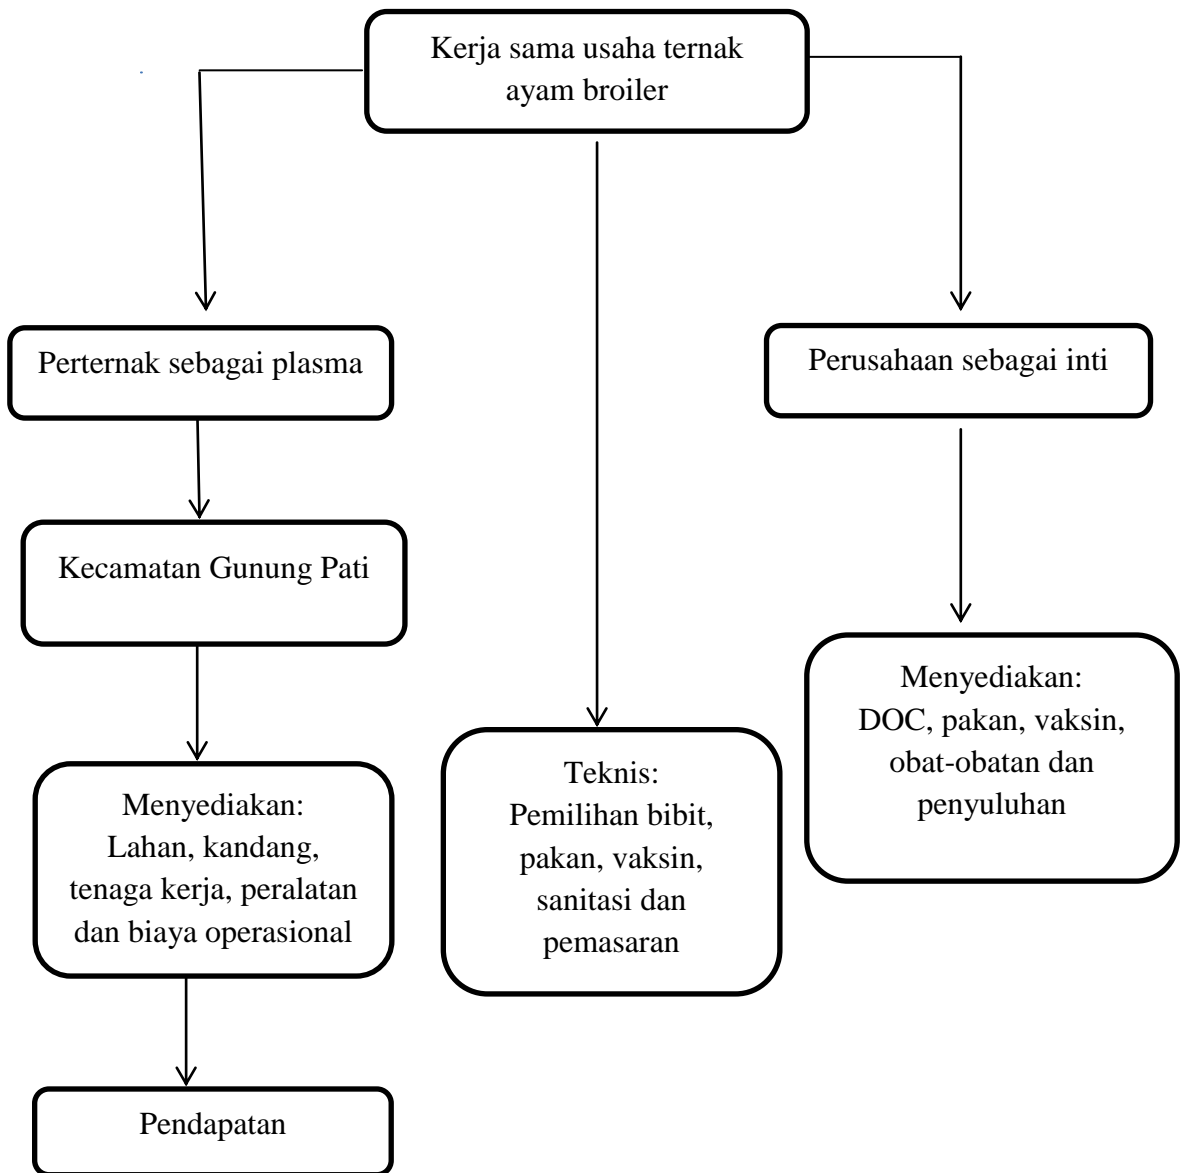 Kerja sama usaha ternak
ayam broiler
Perternak sebagai plasma
Perusahaan sebagai inti
Kecamatan Gunung Pati
Menyediakan:
DOC, pakan, vaksin,
obat-obatan dan
penyuluhan
Menyediakan:
Lahan, kandang,
tenaga kerja, peralatan
dan biaya operasional
Teknis:
Pemilihan bibit,
pakan, vaksin,
sanitasi dan
pemasaran
Pendapatan